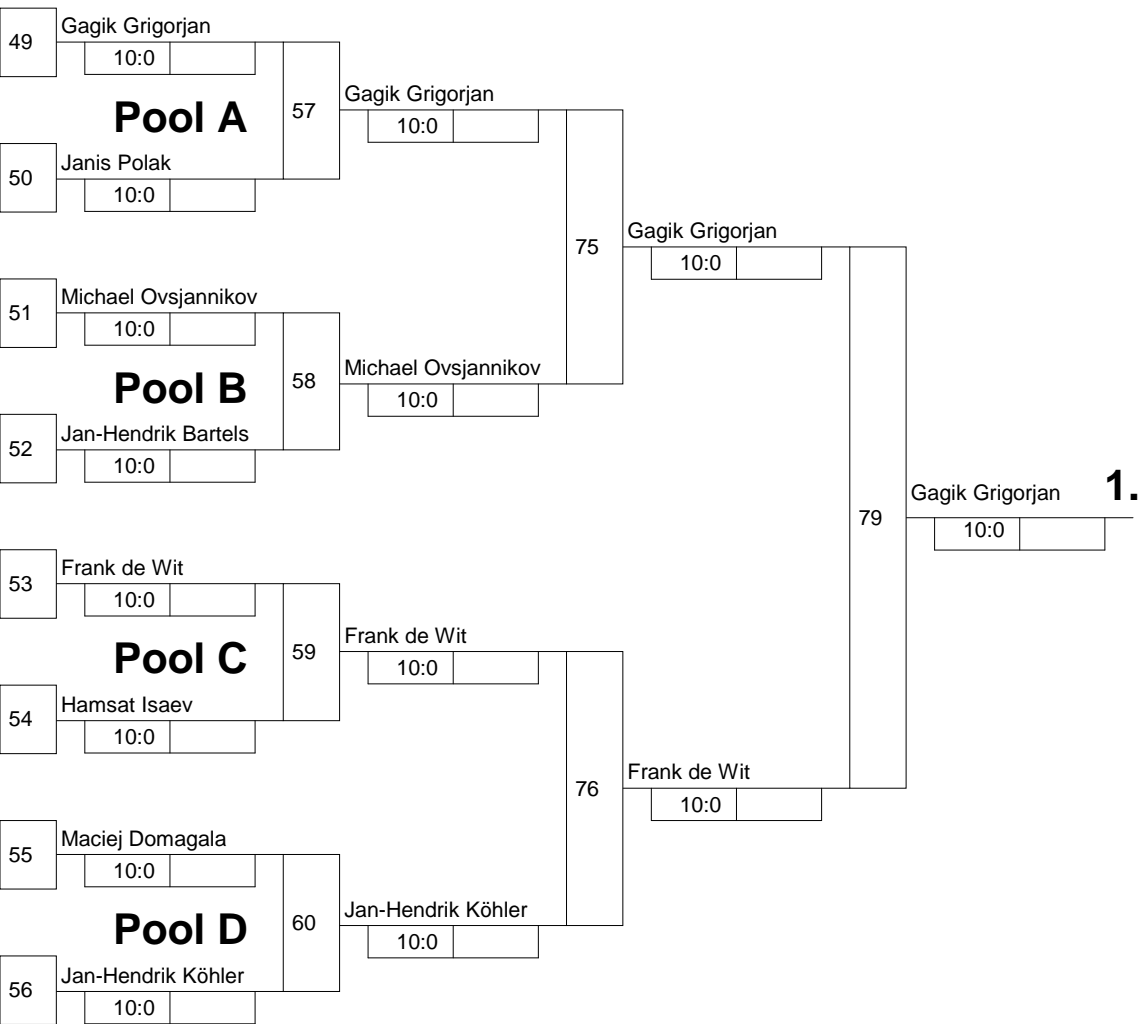 49
Gagik Grigorjan
10:0
Pool A
57
Gagik Grigorjan
10:0
50
Janis Polak
10:0
75
Gagik Grigorjan
10:0
51
Michael Ovsjannikov
10:0
Pool B
58
Michael Ovsjannikov
10:0
52
Jan-Hendrik Bartels
10:0
79
Gagik Grigorjan 1.
10:0
53
Frank de Wit
10:0
Pool C
59
Frank de Wit
10:0
54
Hamsat Isaev
10:0
76
Frank de Wit
10:0
55
Maciej Domagala
10:0
Pool D
60
Jan-Hendrik Köhler
10:0
56
Jan-Hendrik Köhler
10:0